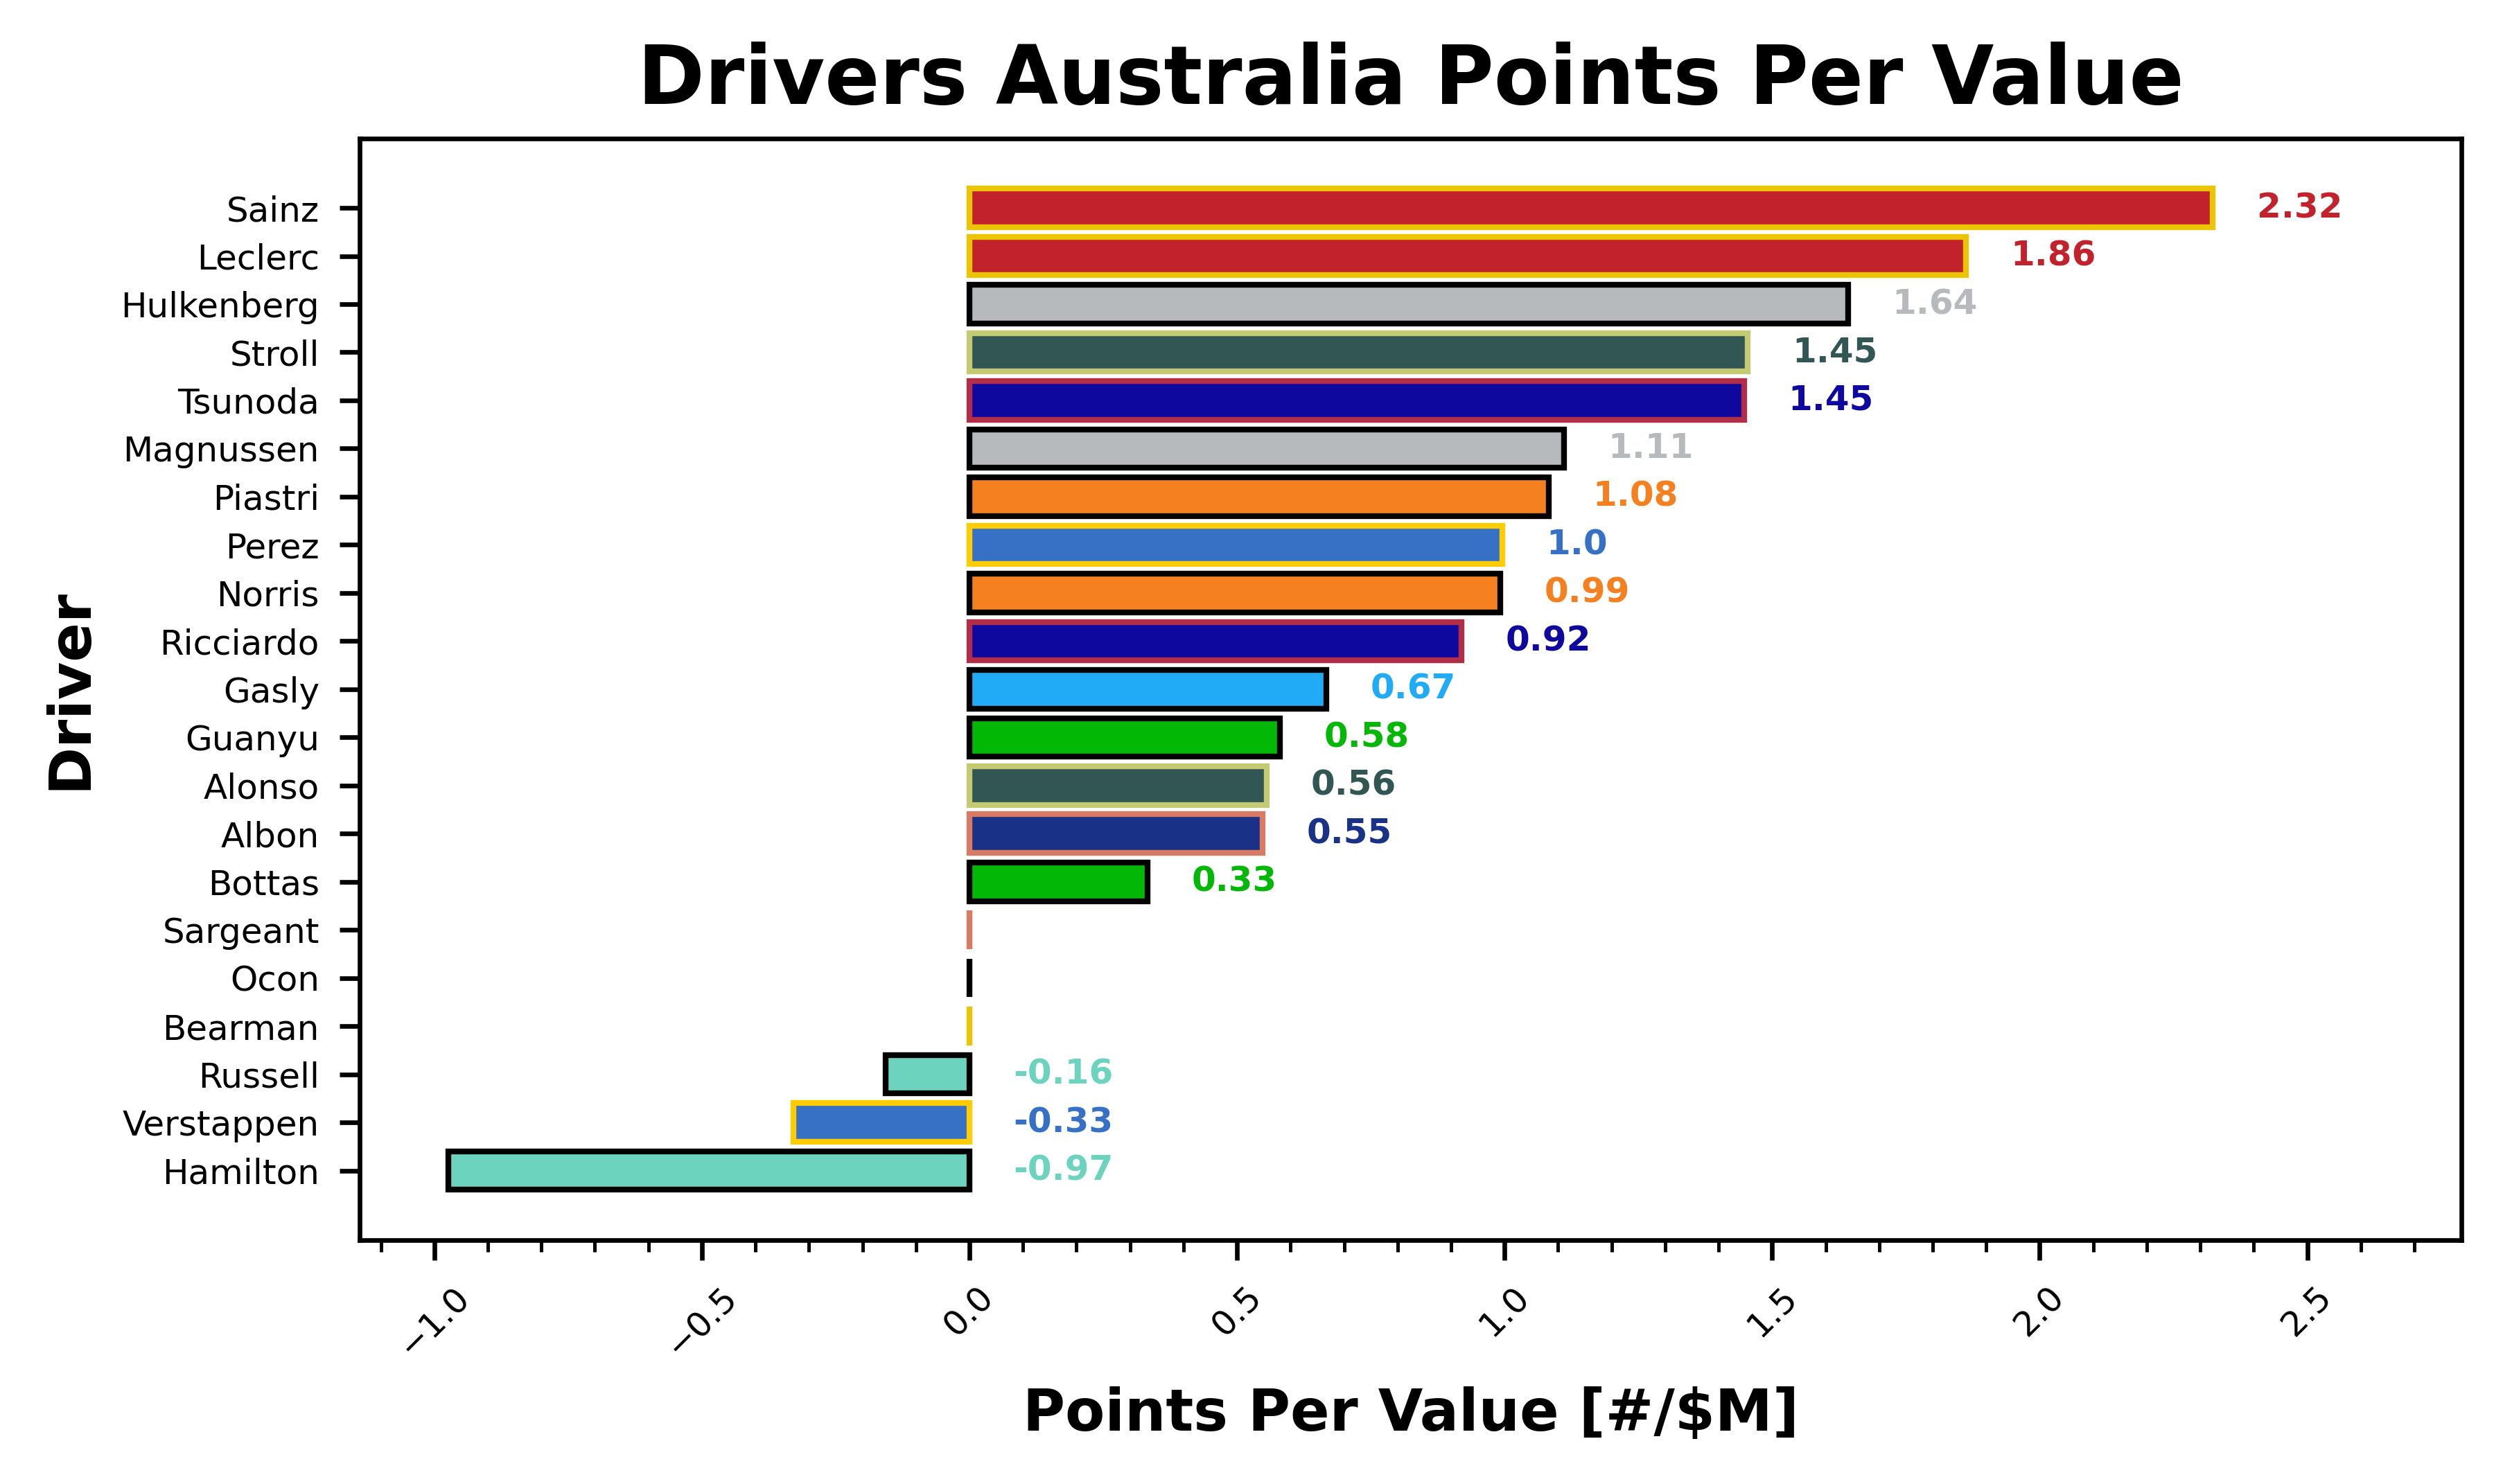 Drivers Australia Points Per Value
Driver
Sainz 2.32
Leclerc 1.86
Hulkenberg 1.64
Stroll 1.45
Tsunoda 1.45
Magnussen 1.11
Piastri 1.08
Perez 1.0
Norris 0.99
Ricciardo 0.92
Gasly 0.67
Guanyu 0.58
Alonso 0.56
Albon 0.55
Bottas 0.33
Sargeant
Ocon
Bearman
Russell -0.16
Verstappen -0.33
Hamilton -0.97
−1.0 −0.5 0.0 0.5 1.0 1.5 2.0 2.5
Points Per Value [#/$M]